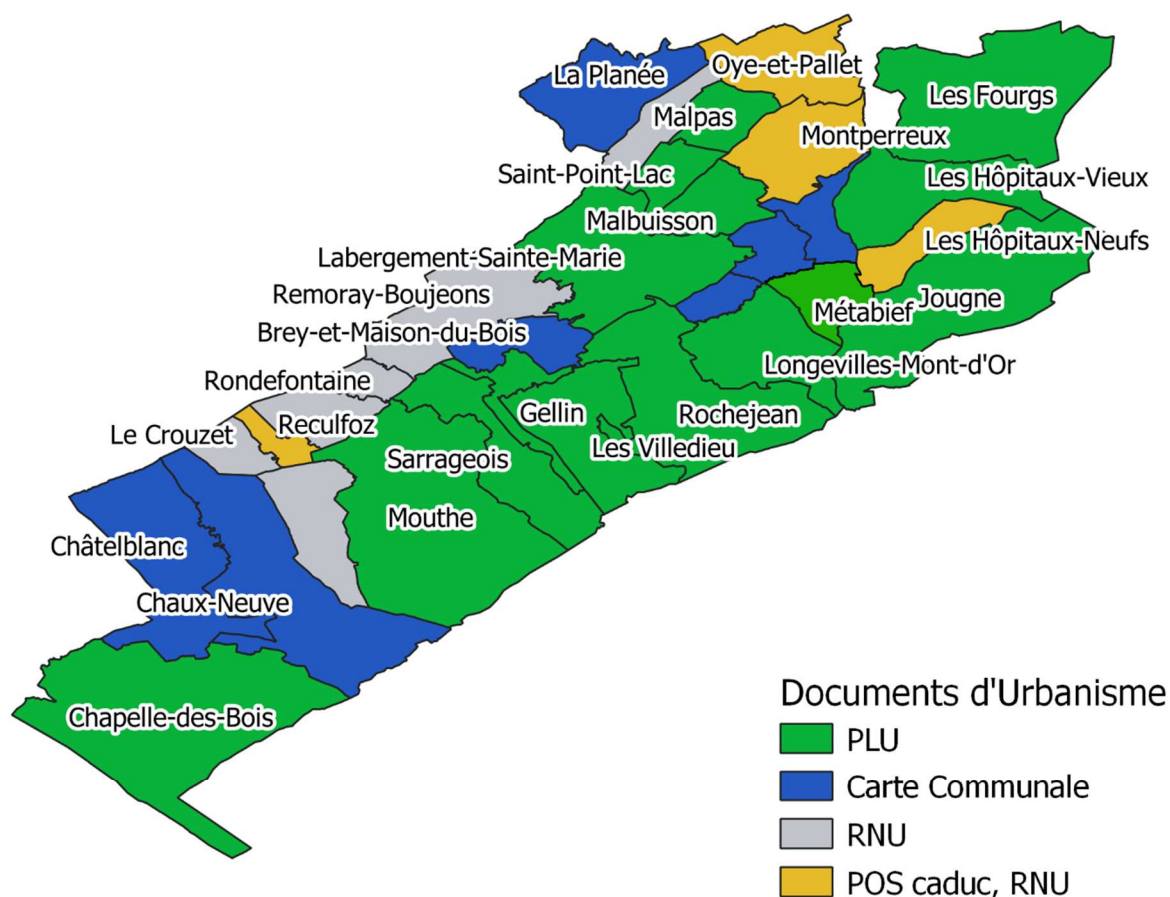 La Planée
Oye-et-Pallet
Les Fourgs
Malpas
Montperreux
Saint-Point-Lac
Les Hôpitaux-Vieux
Malbuisson
Les Hôpitaux-Neufs
Labergement-Sainte-Marie
Remoray-Boujeons
Jougne
Métabief
Brey-et-Maison-du-Bois
Longevilles-Mont-d'Or
Rondefontaine
Gellin
Rochejean
Reculfoz
Le Crouzet
Les Villedieu
Sarrageois
Mouthe
Châtelblanc
Chaux-Neuve
Chapelle-des-Bois
Documents d'Urbanisme
PLU
Carte Communale
RNU
POS caduc, RNU